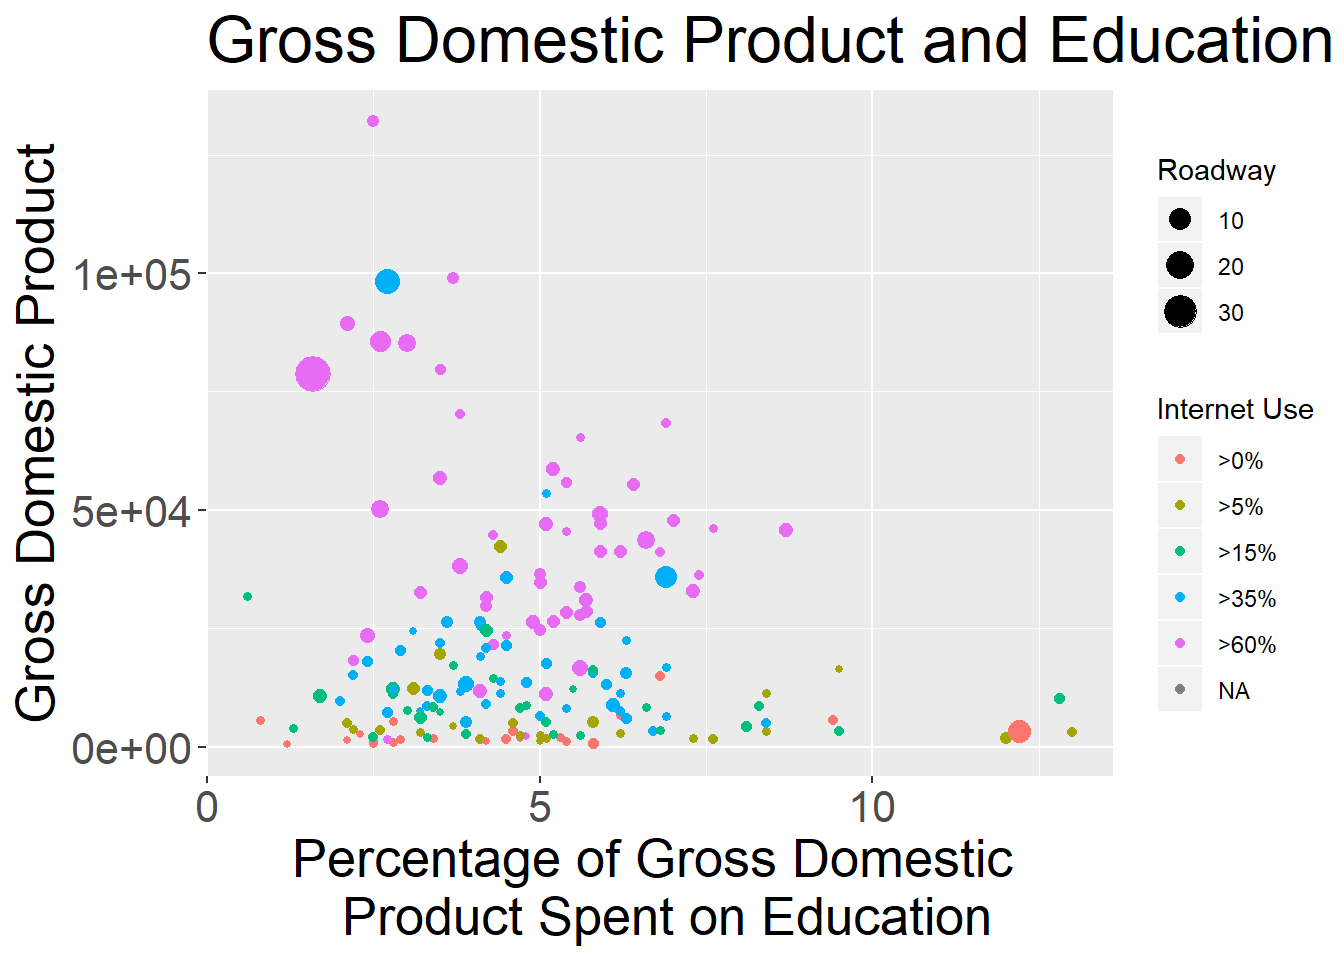 Gross Domestic Product and Education
Gross Domestic Product
1e+05
5e+04
0e+00
0
5
10
Percentage of Gross Domestic
Product Spent on Education
Roadway
10
20
30
Internet Use
>0%
>5%
>15%
>35%
>60%
NA